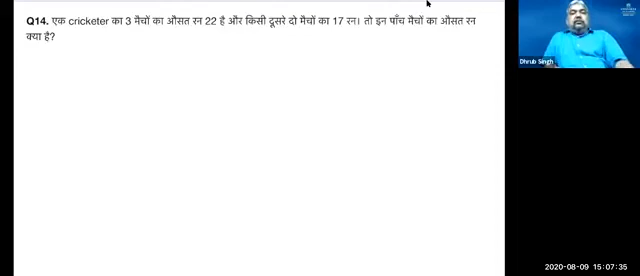 Q14. एक cricketer का 3 मैचों का औसत रन 22 है और किसी दूसरे दो मैचों का 17 रन। तो इन पाँच मैचों का औसत रन
क्या है?
Dhrub Singh
2020-08-09 15:07:35